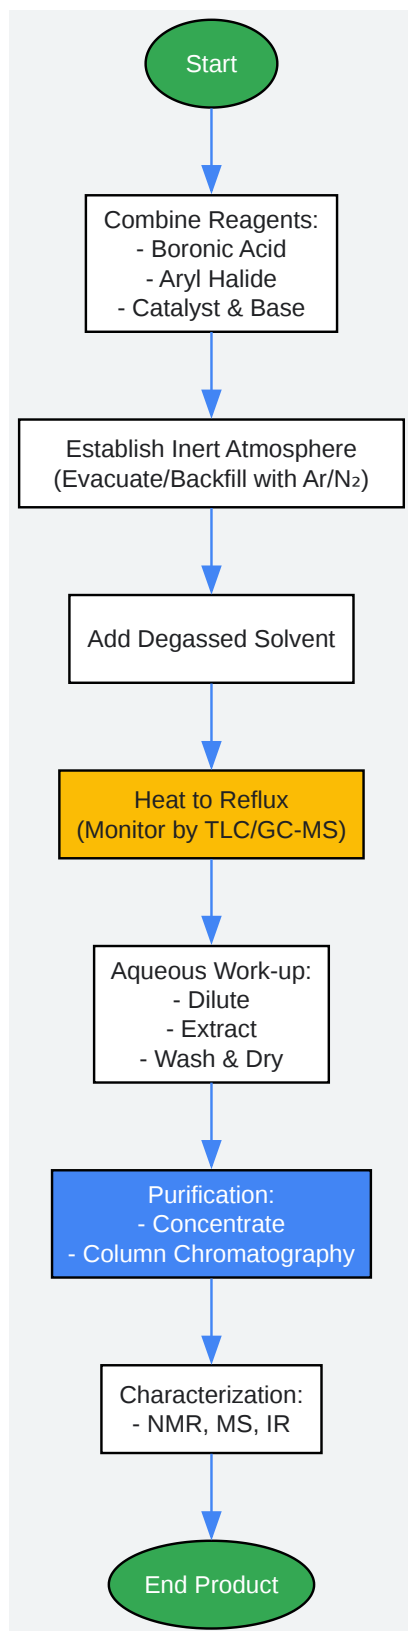 Start
Combine Reagents:
- Boronic Acid
- Aryl Halide
- Catalyst & Base
Establish Inert Atmosphere
(Evacuate/Backfill with Ar/N₂)
Add Degassed Solvent
Heat to Reflux
(Monitor by TLC/GC-MS)
Aqueous Work-up:
- Dilute
- Extract
- Wash & Dry
Purification:
- Concentrate
- Column Chromatography
Characterization:
- NMR, MS, IR
End Product